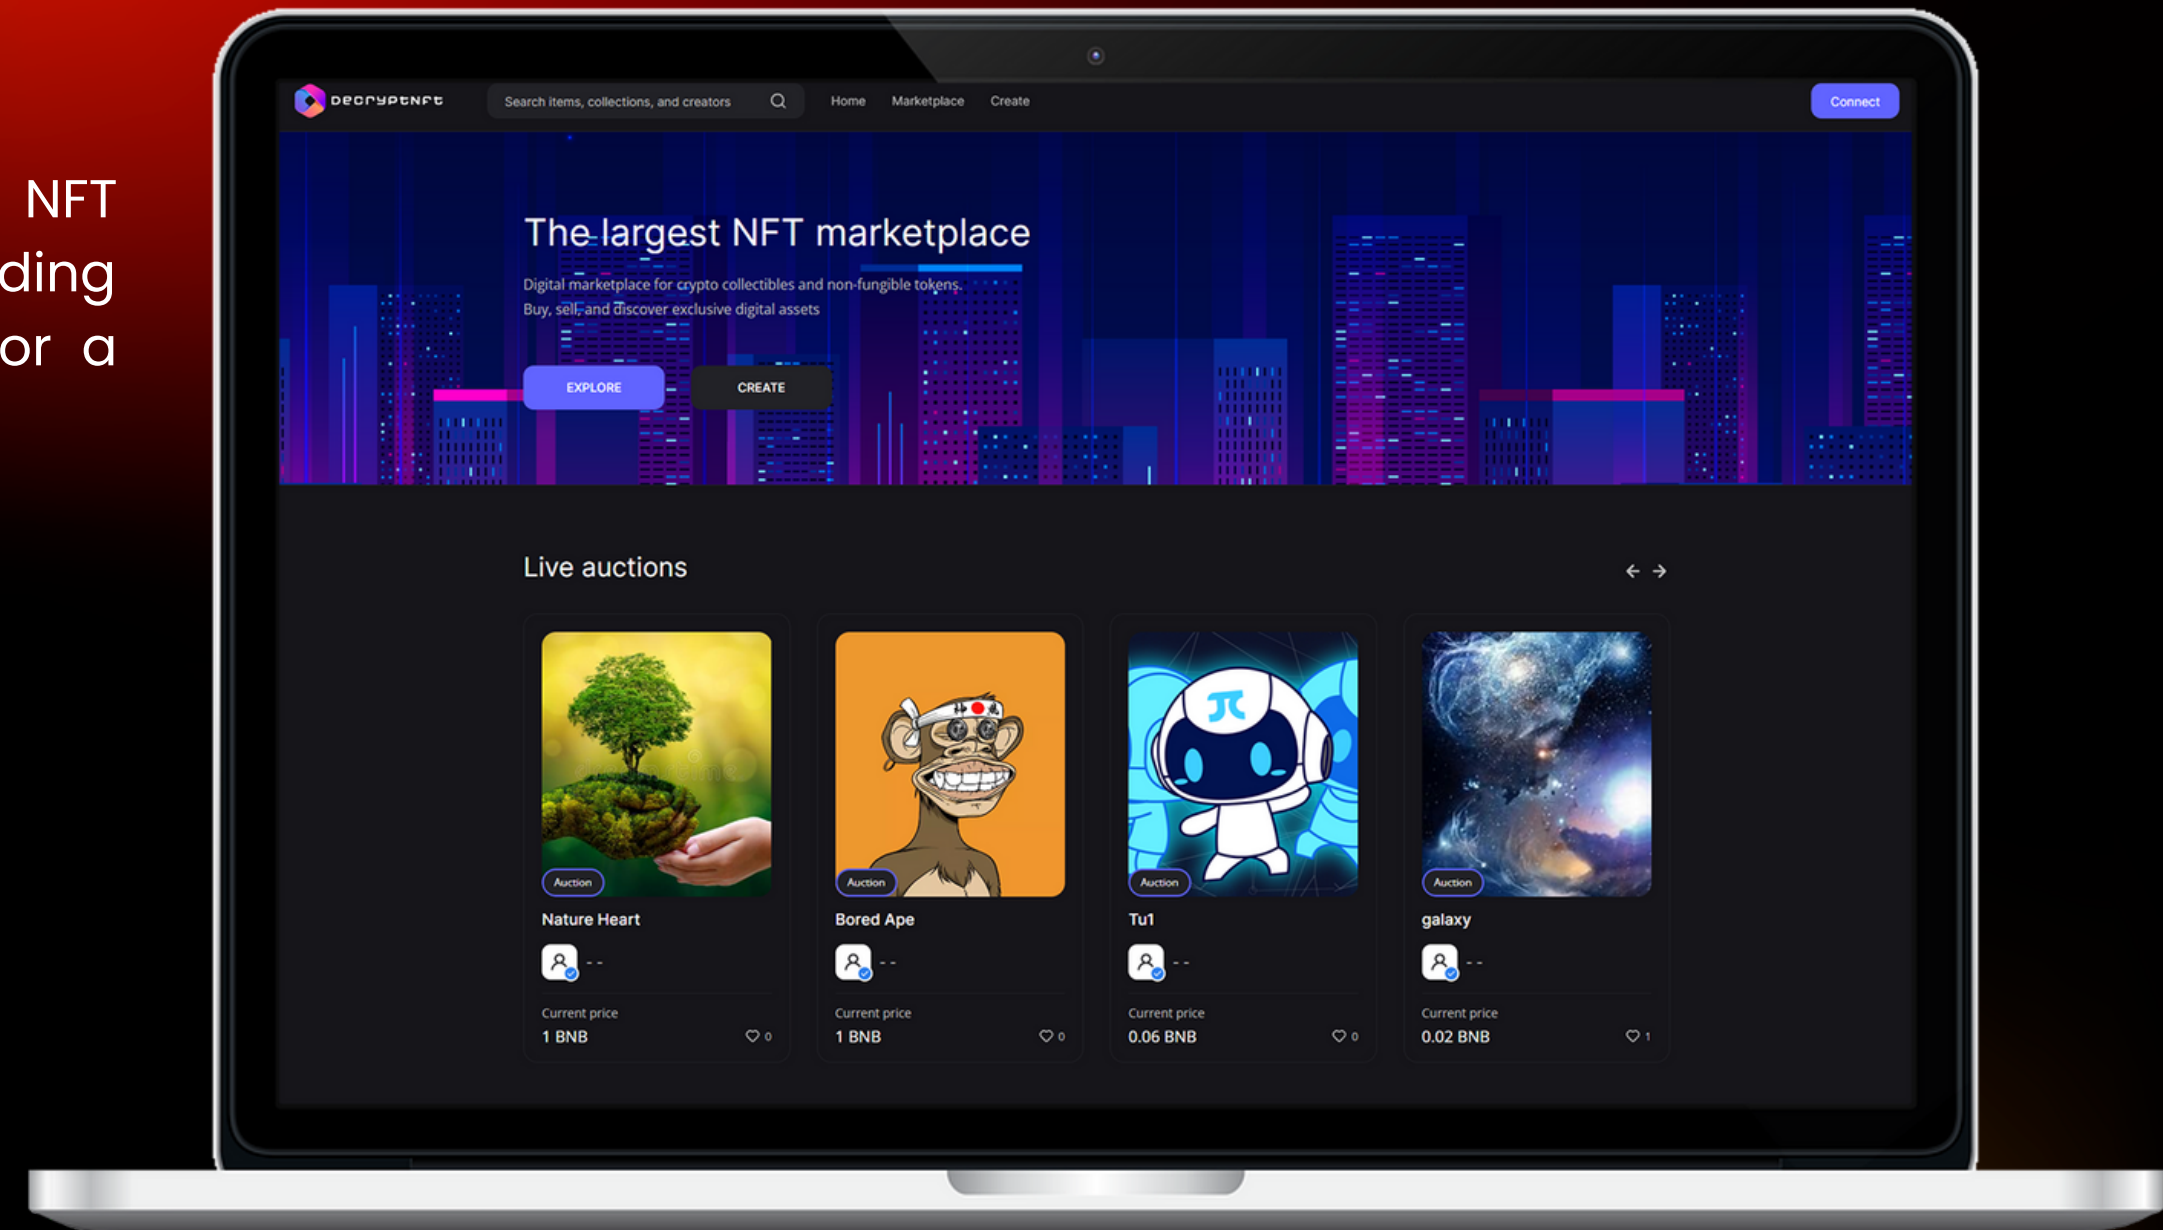 NFT
ding
or a
DecryptNFT
Search items, collections, and creators
Home
Marketplace
Create
Connect
The largest NFT marketplace
Digital marketplace for crypto collectibles and non-fungible tokens.
Buy, sell, and discover exclusive digital assets
EXPLORE
CREATE
Live auctions
Auction
Nature Heart
- -
Current price
1 BNB
0
Auction
Bored Ape
- -
Current price
1 BNB
0
Auction
Tu1
- -
Current price
0.06 BNB
0
Auction
galaxy
- -
Current price
0.02 BNB
1